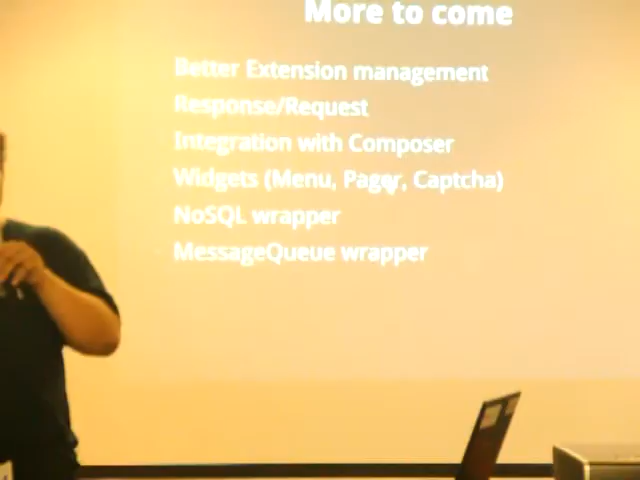 More to come
Better Extension management
Response/Request
Integration with Composer
Widgets (Menu, Pager, Captcha)
NoSQL wrapper
MessageQueue wrapper